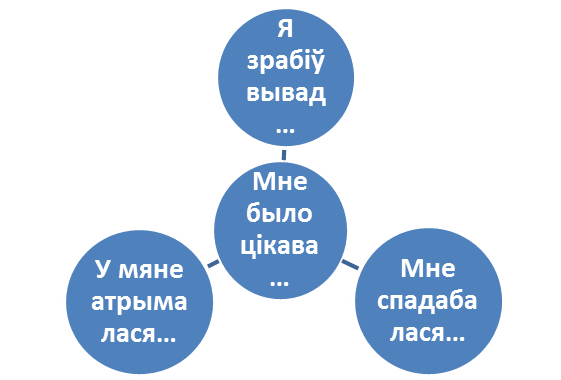 Я
зрабіў
вывад
...
Мне
было
цікава
...
У мяне
атрыма
лася...
Мне
спадаба
лася...